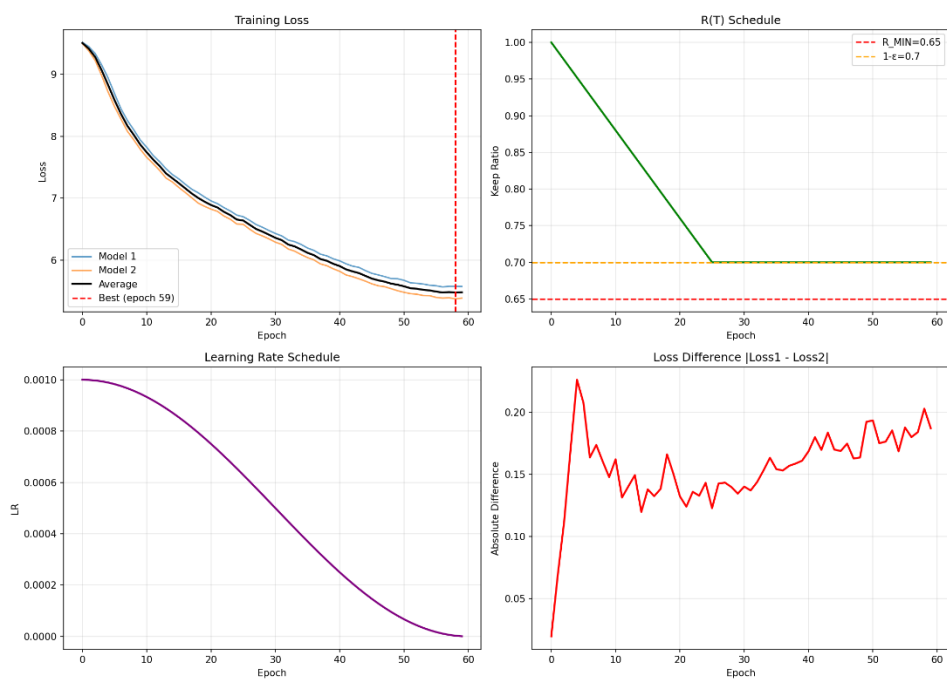 Training Loss
9
8
7
6
Loss
Model 1
Model 2
Average
Best (epoch 59)
0 10 20 30 40 50 60
Epoch
R(T) Schedule
1.00
0.95
0.90
0.85
0.80
0.75
0.70
0.65
Keep Ratio
R_MIN=0.65
1-ε=0.7
0 10 20 30 40 50 60
Epoch
Learning Rate Schedule
0.0010
0.0008
0.0006
0.0004
0.0002
0.0000
LR
0 10 20 30 40 50 60
Epoch
Loss Difference |Loss1 - Loss2|
0.20
0.15
0.10
0.05
Absolute Difference
0 10 20 30 40 50 60
Epoch